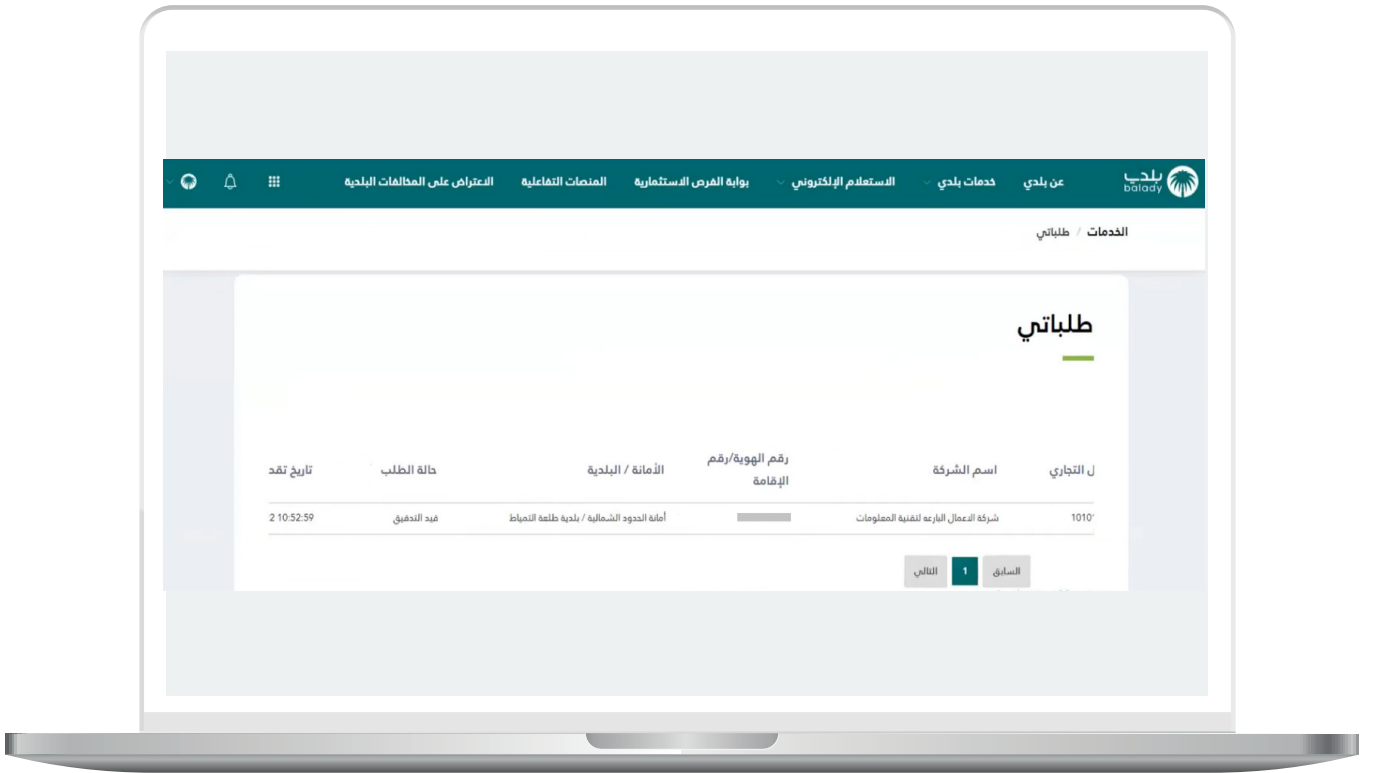 بلدي
balady
عن بلدي
خدمات بلدي
الاستعلام الإلكتروني
بوابة الفرص الاستثمارية
المنصات التفاعلية
الاعتراض على المخالفات البلدية
الخدمات / طلباتي
طلباتي
ل التجاري
اسم الشركة
رقم الهوية/رقم
الإقامة
الأمانة / البلدية
حالة الطلب
تاريخ تقد
1010
شركة الاعمال البارعه لتقنية المعلومات
أمانة الحدود الشمالية / بلدية طلعة التمياط
قيد التدقيق
2 10:52:59
السابق
1
التالي